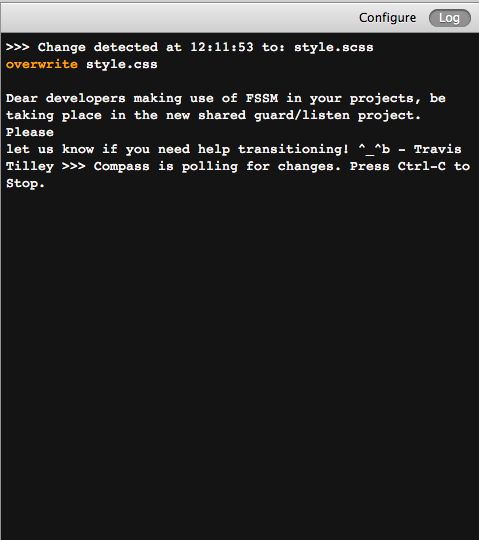 Configure Log
>>> Change detected at 12:11:53 to: style.scss
overwrite style.css
Dear developers making use of FSSM in your projects, be
taking place in the new shared guard/listen project.
Please
let us know if you need help transitioning! ^_^b - Travis
Tilley >>> Compass is polling for changes. Press Ctrl-C to
Stop.